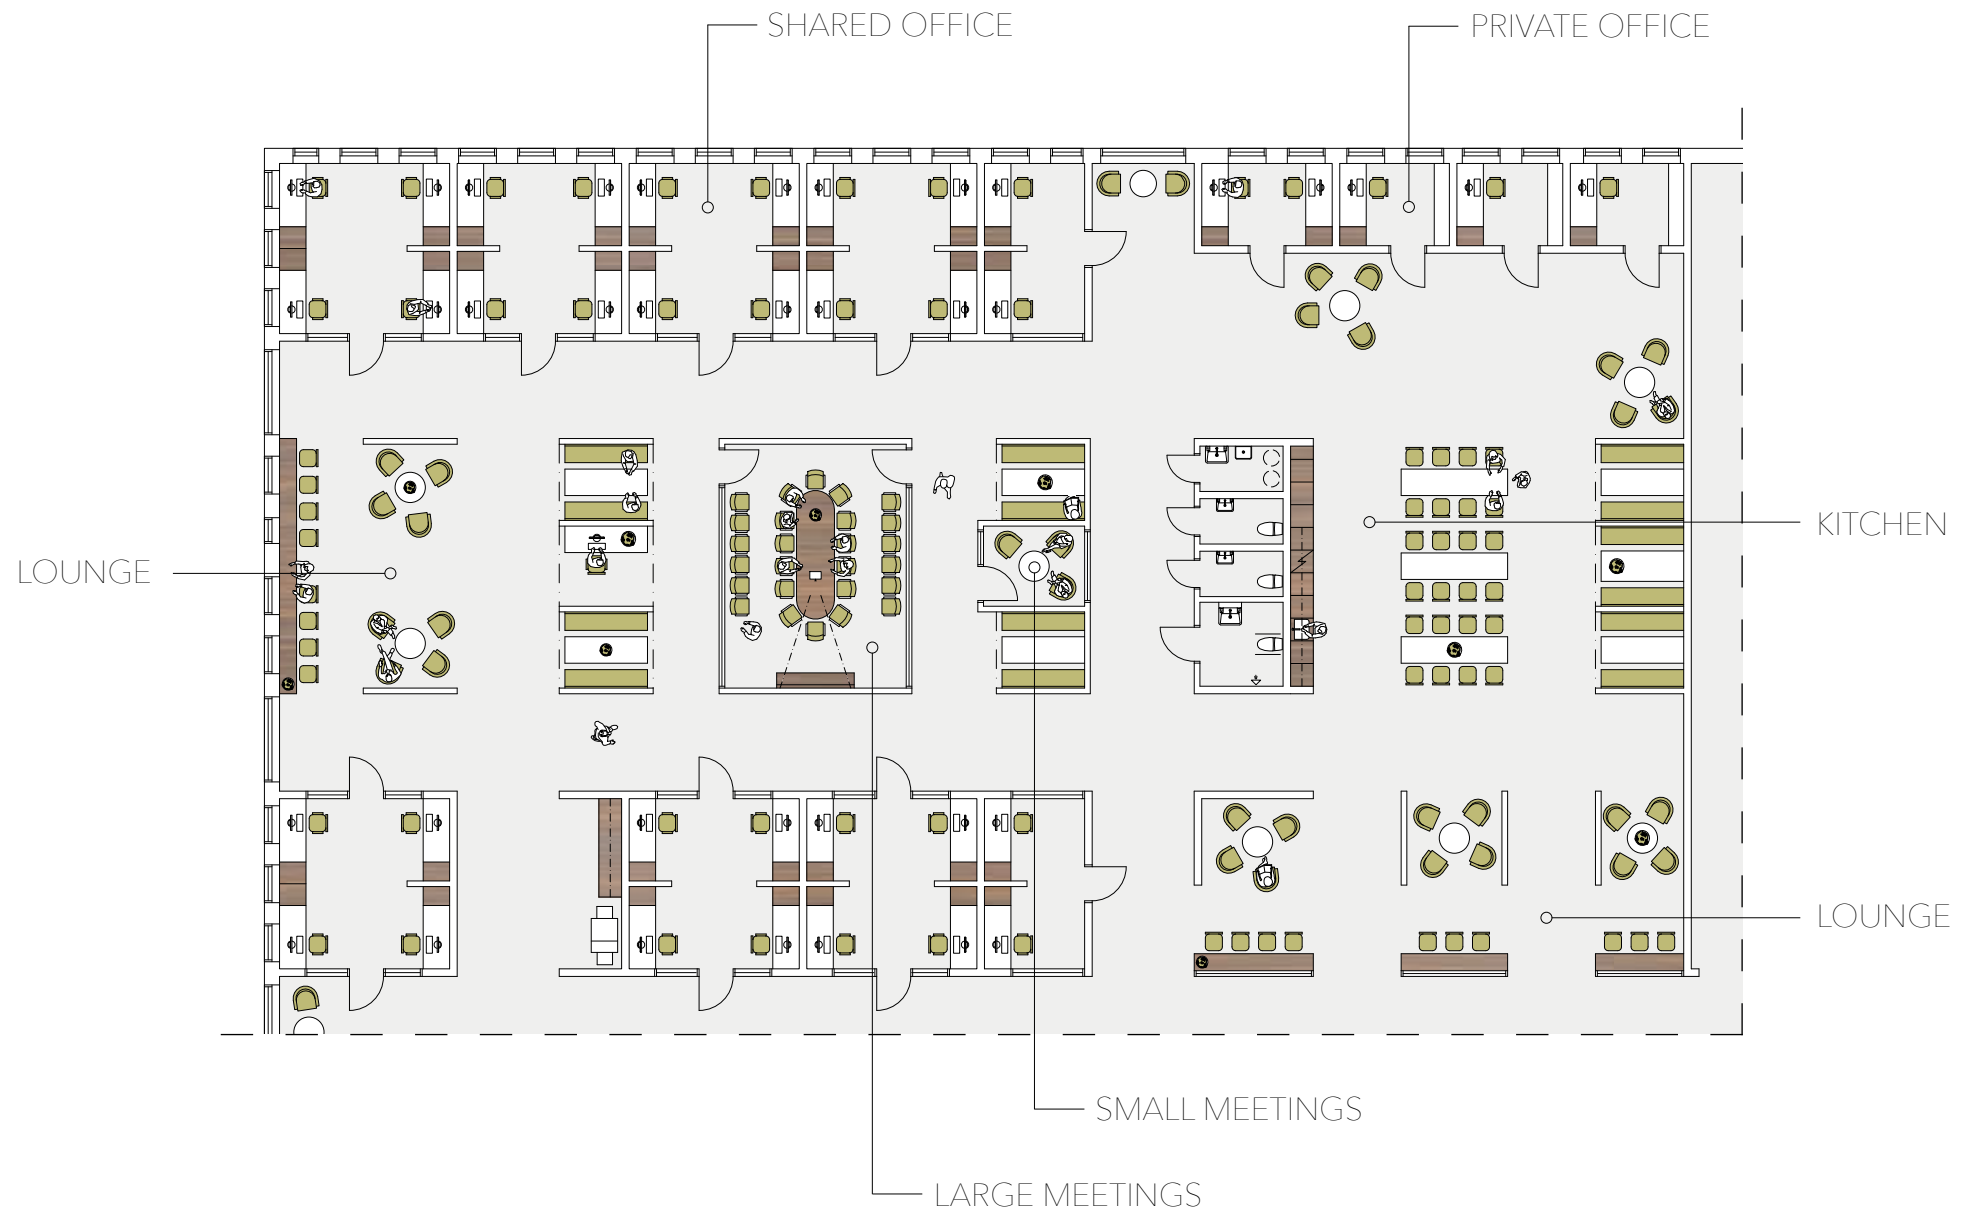 SHARED OFFICE
PRIVATE OFFICE
KITCHEN
LOUNGE
LOUNGE
SMALL MEETINGS
LARGE MEETINGS